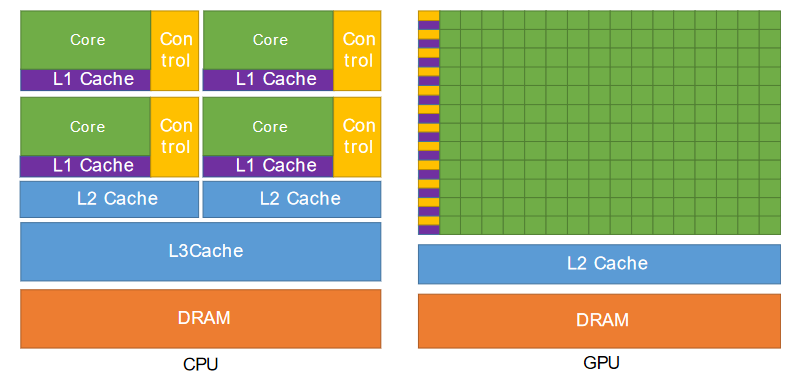 Core
Con
trol
L1 Cache
Core
Con
trol
L1 Cache
Core
Con
trol
L1 Cache
Core
Con
trol
L1 Cache
L2 Cache
L2 Cache
L3Cache
DRAM
CPU
L2 Cache
DRAM
GPU